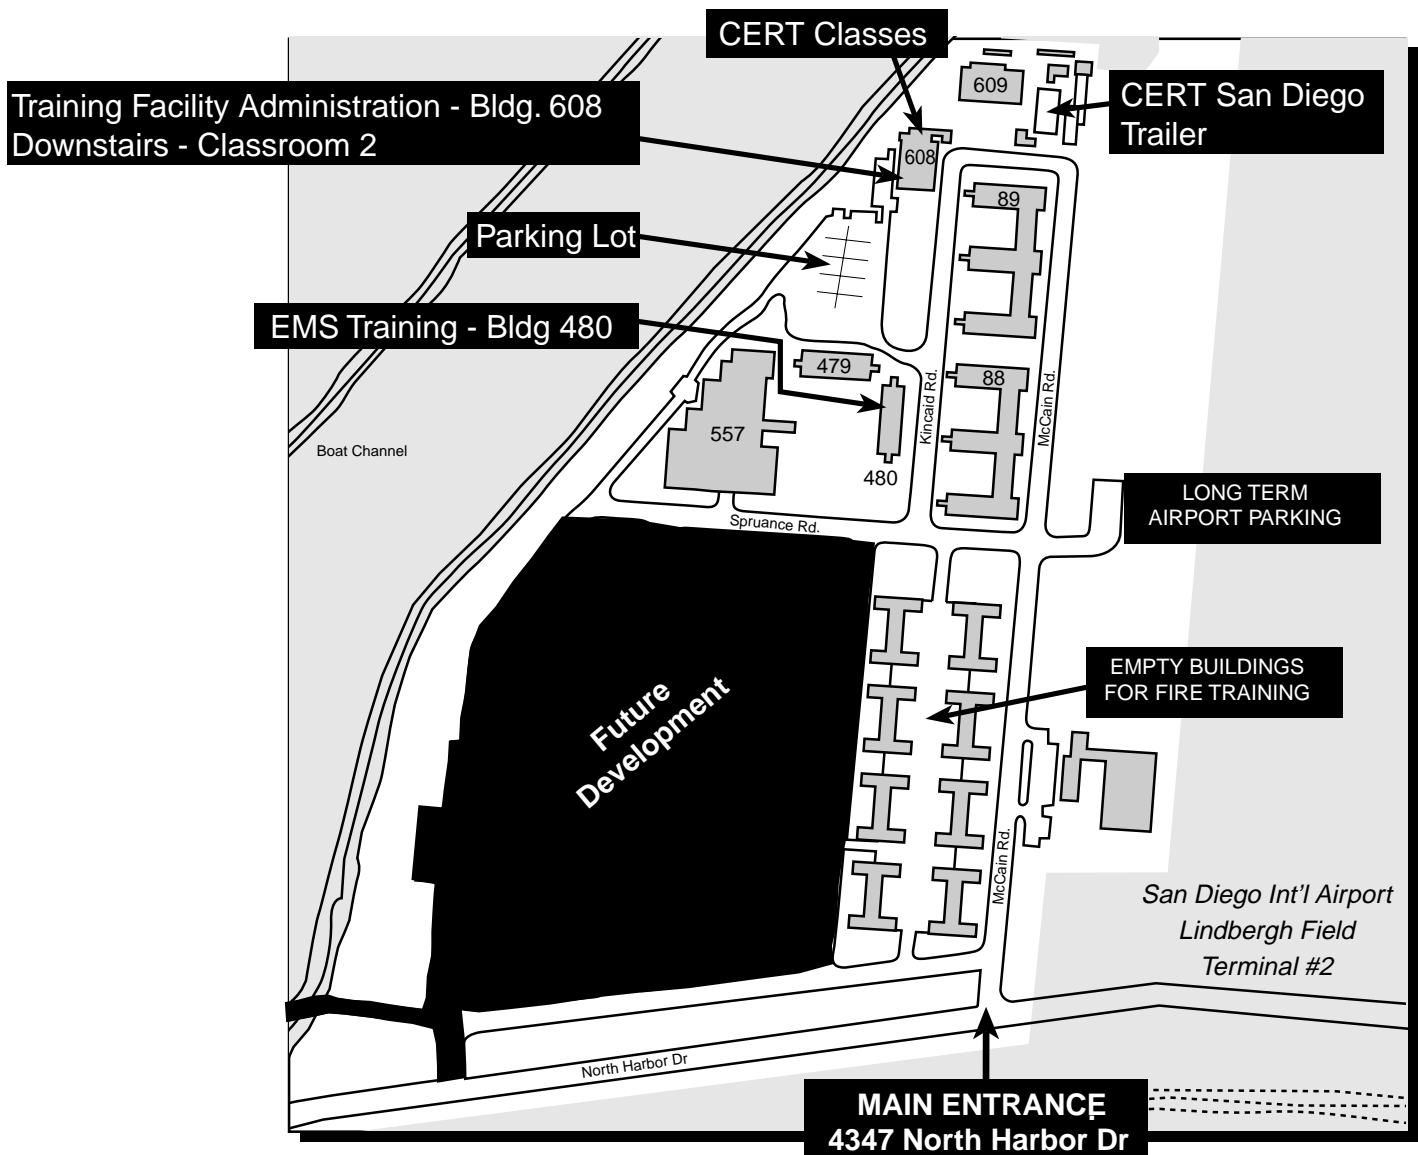 CERT Classes
609
Training Facility Administration - Bldg. 608
Downstairs - Classroom 2
CERT San Diego
Trailer
608
89
Parking Lot
EMS Training - Bldg 480
479
88
Kincaid Rd.
McCain Rd.
557
Boat Channel
480
LONG TERM
AIRPORT PARKING
Spruance Rd.
EMPTY BUILDINGS
FOR FIRE TRAINING
Future
Development
McCain Rd.
San Diego Int'l Airport
Lindbergh Field
Terminal #2
North Harbor Dr
MAIN ENTRANCE
4347 North Harbor Dr